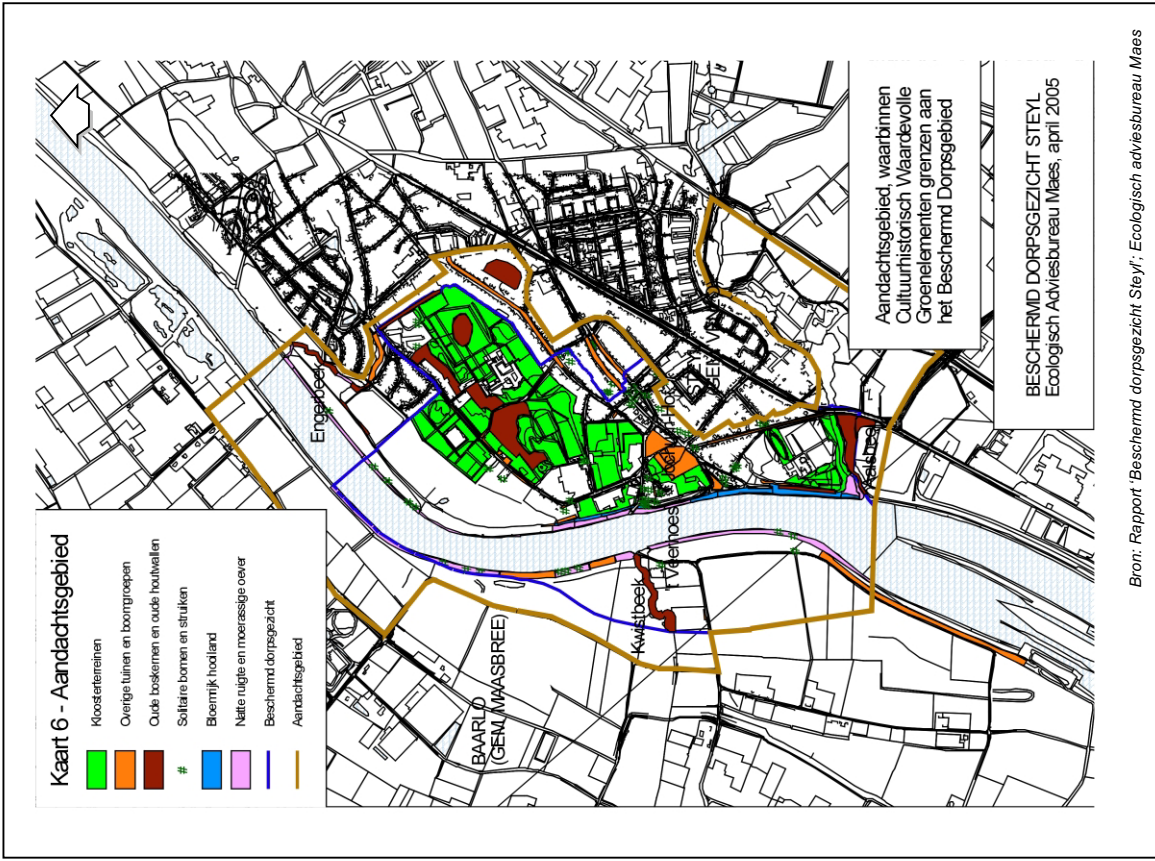 Kaart 6 - Aandachtsgebied
Kloosterterreinen
Overige tuinen en boomgroepen
Oude boskernen en oude houtwallen
Solitaire bomen en struiken
Bloemrijk hooiland
Natte ruigte en moerassige oever
Beschermd dorpsgezicht
Aandachtsgebied
Engerbeek
BAARLO
(GEM. MAASBREE)
Kwistbeek
't Veermoes
Aandachtsgebied, waarbinnen
Cultuurhistorisch Waardevolle
Groenelementen grenzen aan
het Beschermd Dorpsgebied
BESCHERMD DORPSGEZICHT STEYL
Ecologisch Adviesbureau Maes, april 2005
Bron: Rapport 'Beschermd dorpsgezicht Steyl'; Ecologisch adviesbureau Maes